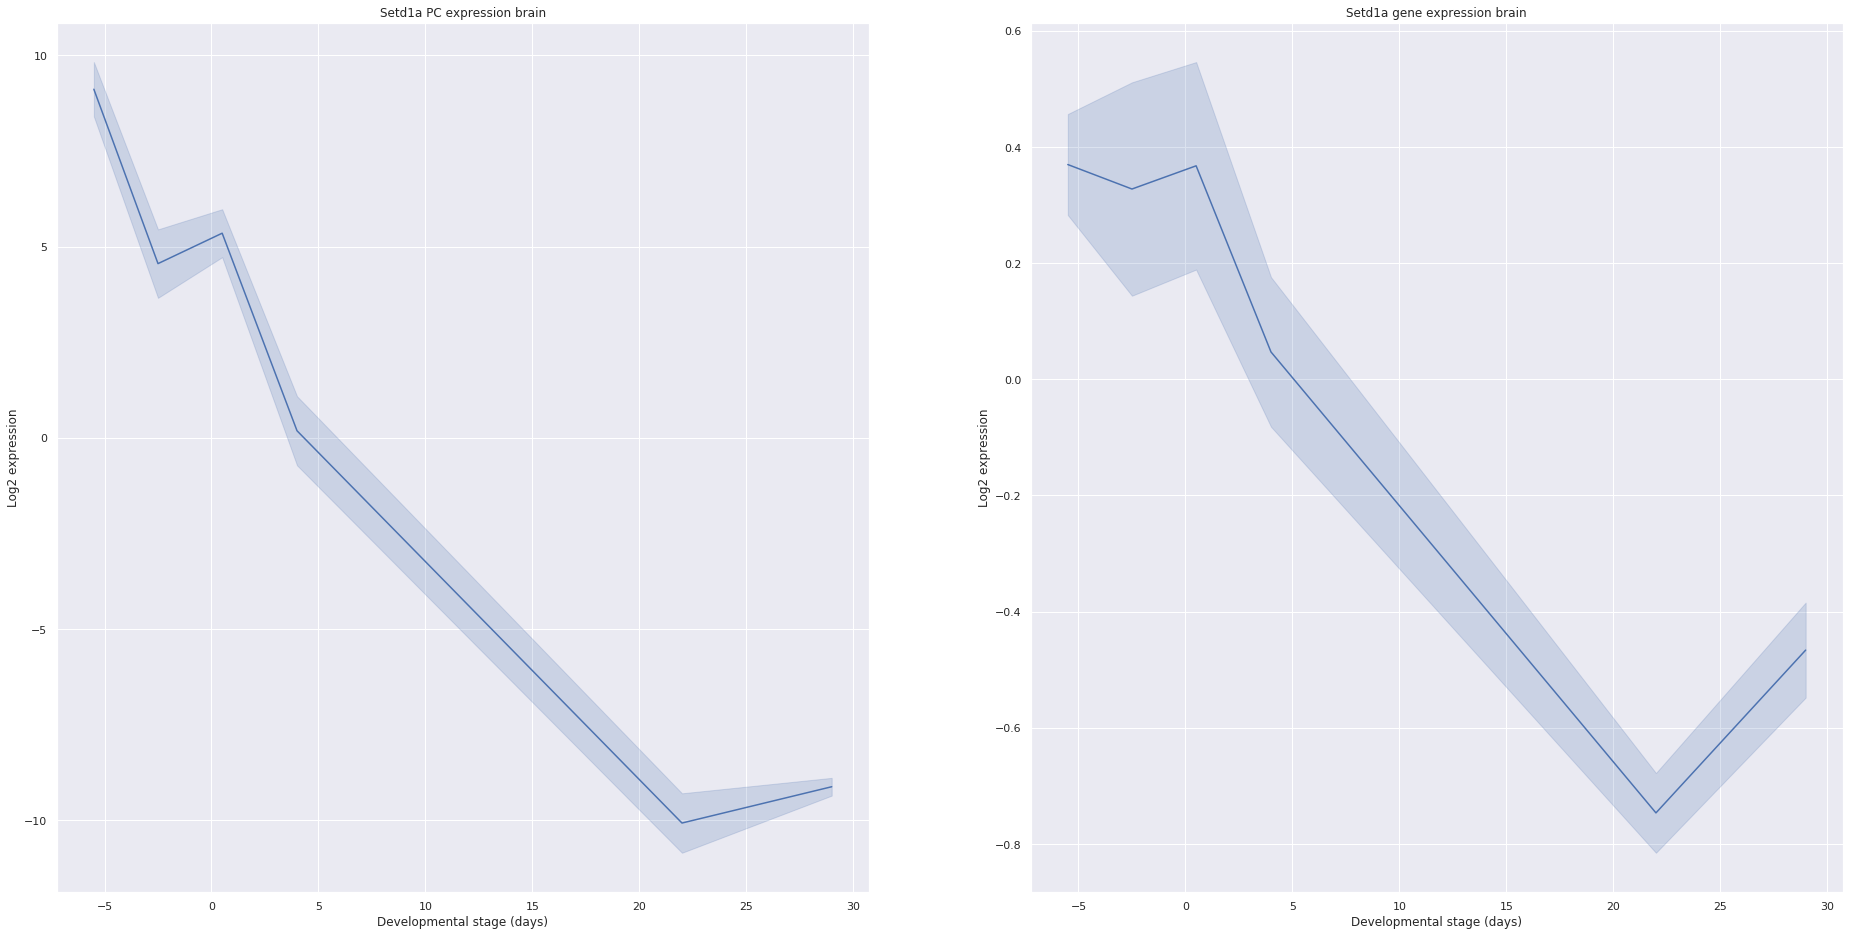 Setd1a PC expression brain
10
5
0
−5
−10
Log2 expression
−5 0 5 10 15 20 25 30
Developmental stage (days)
Setd1a gene expression brain
0.6
0.4
0.2
0.0
−0.2
−0.4
−0.6
−0.8
Log2 expression
−5 0 5 10 15 20 25 30
Developmental stage (days)